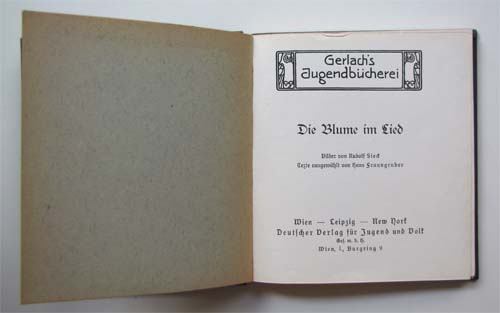 Gerlach's
Jugendbücherei
Die Blume im Lied
Bilder von Rudolf Sieck
Texte ausgewählt von Hans Fraungruber
Wien — Leipzig — New York
Deutscher Verlag für Jugend und Volk
Ges. m. b. H.
Wien, I, Burgring 9